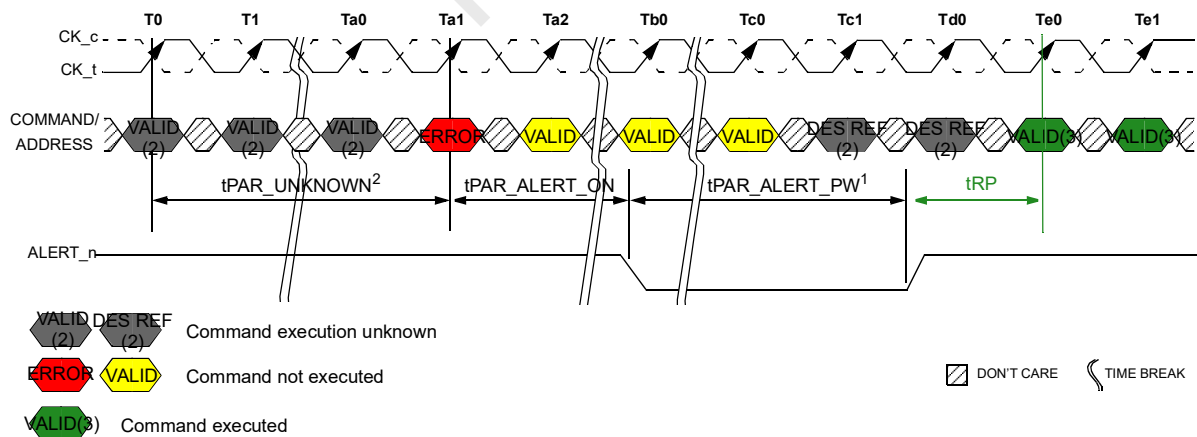 T0 T1 Ta0 Ta1 Ta2 Tb0 Tc0 Tc1 Td0 Te0 Te1
CK_c
CK_t
COMMAND/
ADDRESS
VALID (2) VALID (2) VALID (2) ERROR VALID VALID VALID DES REF (2) DES REF (2) VALID(3) VALID(3)
tPAR_UNKNOWN² tPAR_ALERT_ON tPAR_ALERT_PW¹ tRP
ALERT_n
VALID (2) DES REF (2) Command execution unknown
ERROR VALID Command not executed
DON'T CARE TIME BREAK
VALID(3) Command executed